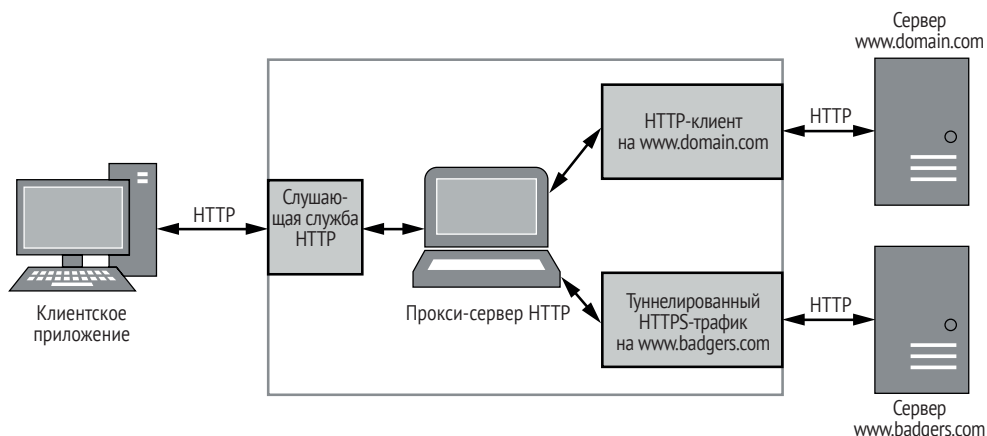 Сервер
www.domain.com
HTTP-клиент
на www.domain.com
HTTP
Слушаю-
щая служба
HTTP
HTTP
Клиентское
приложение
Прокси-сервер HTTP
Туннелированный
HTTPS-трафик
на www.badgers.com
HTTP
Сервер
www.badgers.com